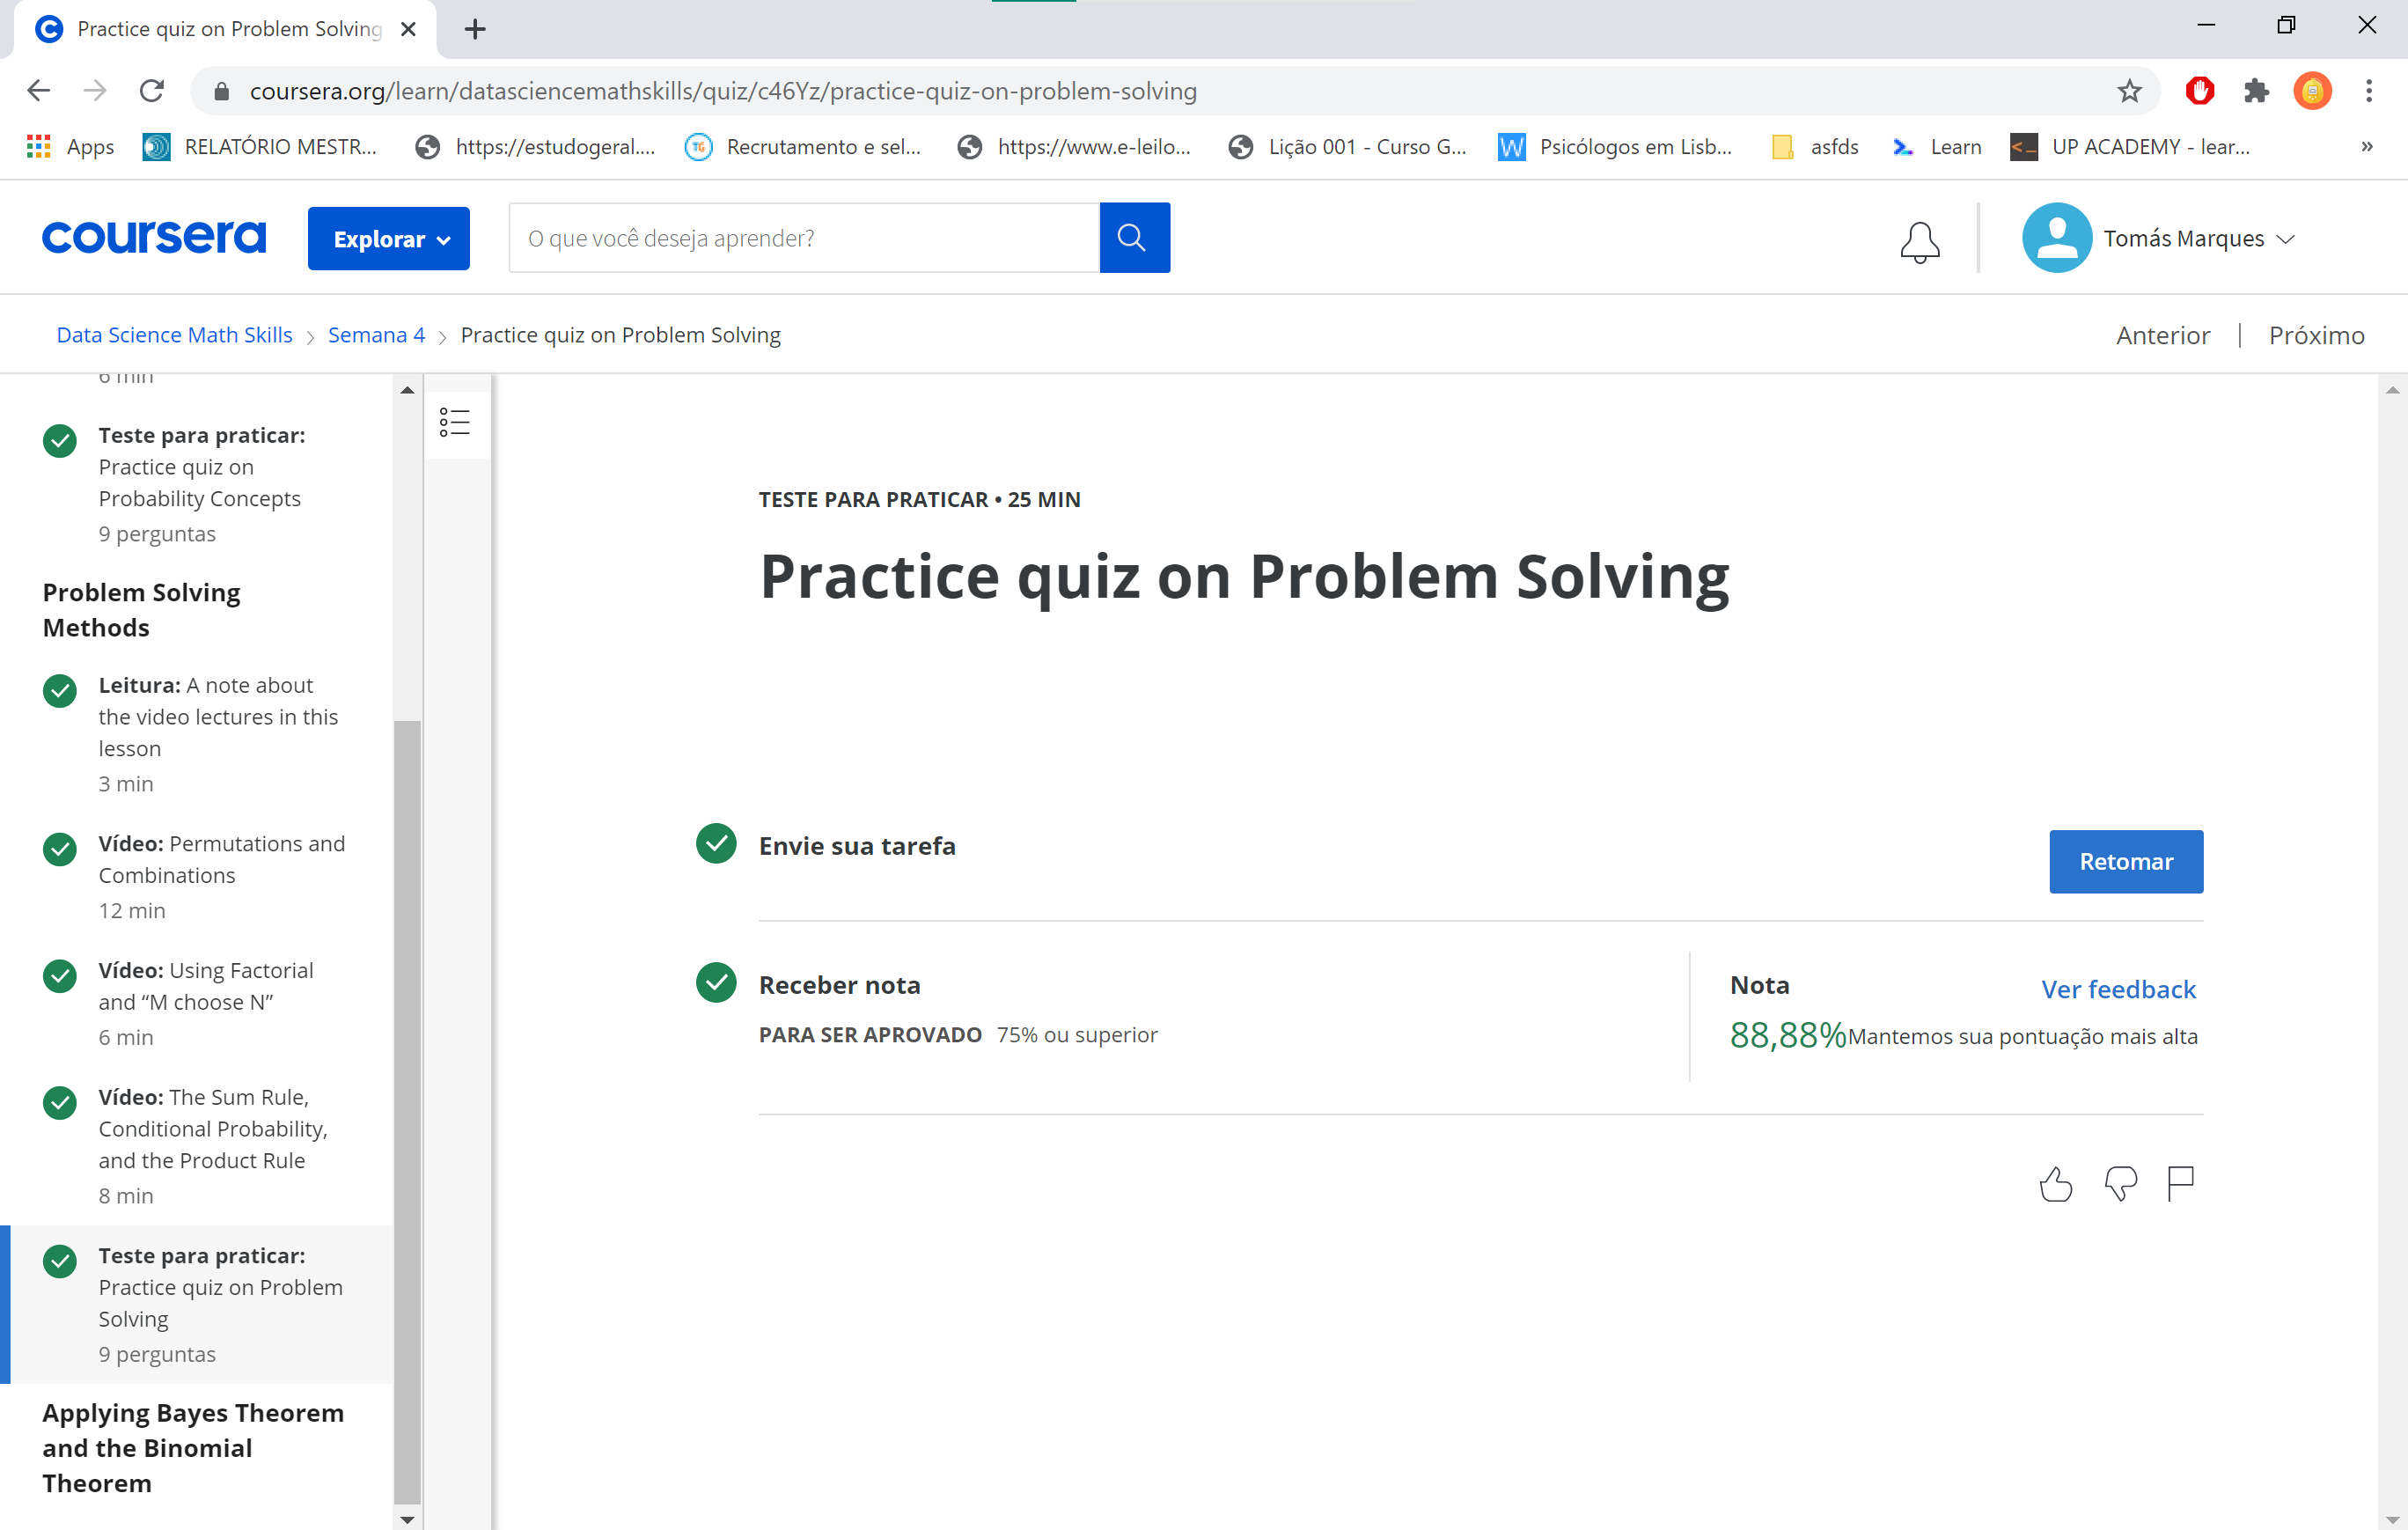 Practice quiz on Problem Solving
coursera.org/learn/datasciencemathskills/quiz/c46Yz/practice-quiz-on-problem-solving
Apps
RELATÓRIO MESTR...
https://estudogeral....
Recrutamento e sel...
https://www.e-leilo...
Lição 001 - Curso G...
Psicólogos em Lisb...
asfds
Learn
UP ACADEMY - lear...
»
coursera
Explorar
O que você deseja aprender?
Tomás Marques
Data Science Math Skills > Semana 4 > Practice quiz on Problem Solving
Anterior | Próximo
6 min
Teste para praticar:
Practice quiz on
Probability Concepts
9 perguntas
Problem Solving
Methods
Leitura: A note about
the video lectures in this
lesson
3 min
Vídeo: Permutations and
Combinations
12 min
Vídeo: Using Factorial
and “M choose N”
6 min
Vídeo: The Sum Rule,
Conditional Probability,
and the Product Rule
8 min
Teste para praticar:
Practice quiz on Problem
Solving
9 perguntas
Applying Bayes Theorem
and the Binomial
Theorem
TESTE PARA PRATICAR • 25 MIN
Practice quiz on Problem Solving
Envie sua tarefa
Retomar
Receber nota
PARA SER APROVADO 75% ou superior
Nota
Ver feedback
88,88% Mantemos sua pontuação mais alta